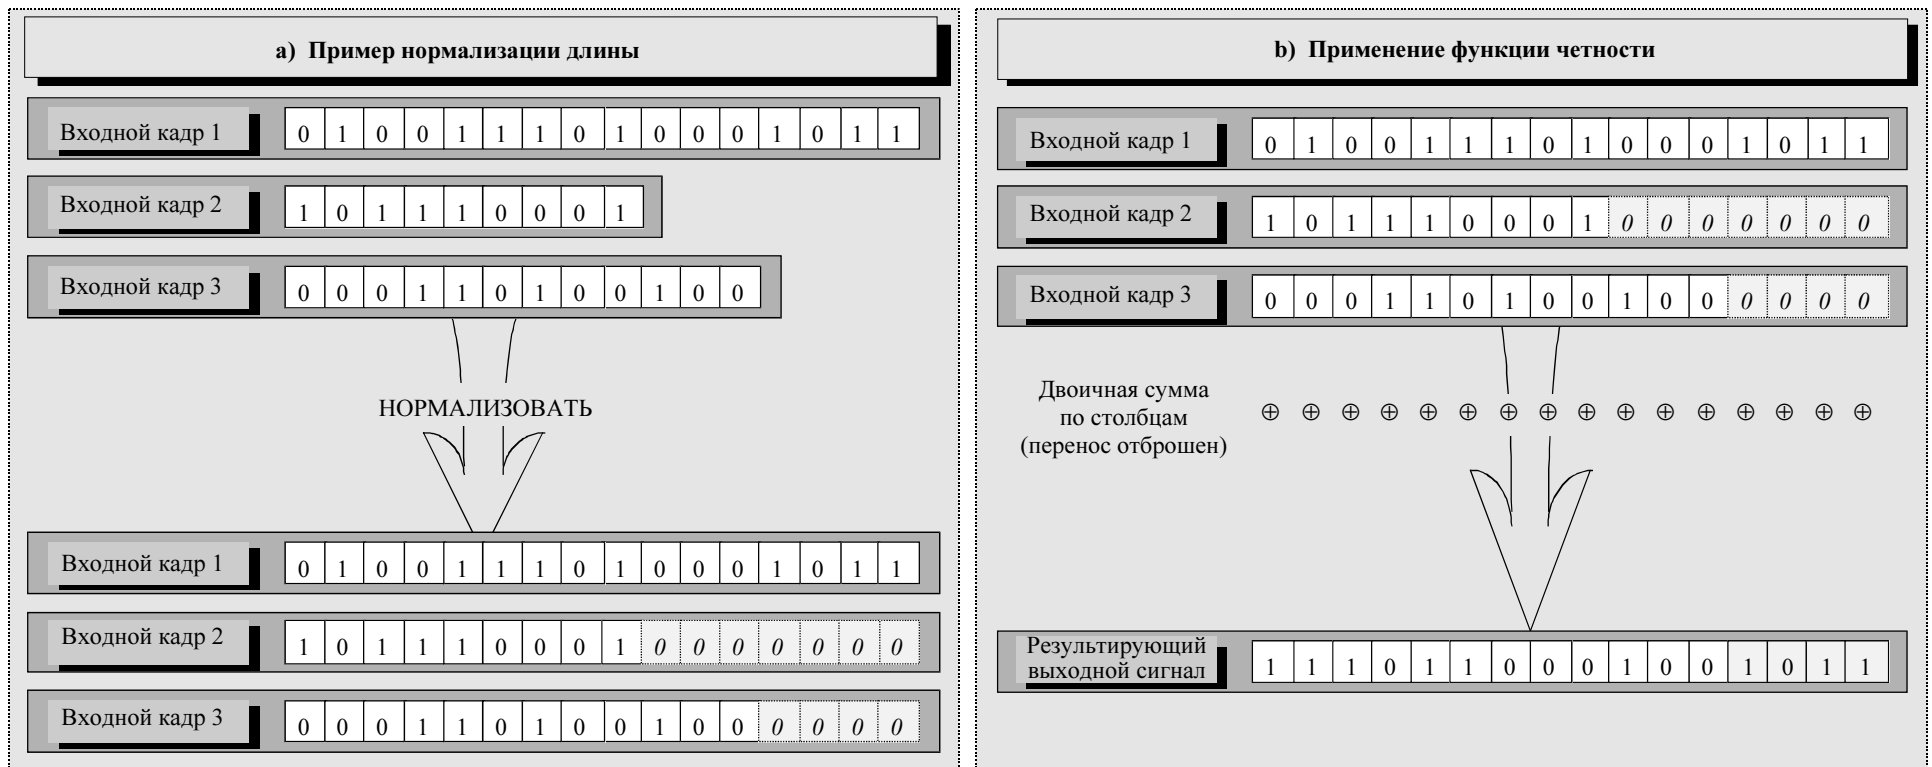 a) Пример нормализации длины
Входной кадр 1 0 1 0 0 1 1 1 0 1 0 0 0 1 0 1 1
Входной кадр 2 1 0 1 1 1 0 0 0 1
Входной кадр 3 0 0 0 1 1 0 1 0 0 1 0 0
НОРМАЛИЗОВАТЬ
Входной кадр 1 0 1 0 0 1 1 1 0 1 0 0 0 1 0 1 1
Входной кадр 2 1 0 1 1 1 0 0 0 1 0 0 0 0 0 0 0
Входной кадр 3 0 0 0 1 1 0 1 0 0 1 0 0 0 0 0 0
b) Применение функции четности
Входной кадр 1 0 1 0 0 1 1 1 0 1 0 0 0 1 0 1 1
Входной кадр 2 1 0 1 1 1 0 0 0 1 0 0 0 0 0 0 0
Входной кадр 3 0 0 0 1 1 0 1 0 0 1 0 0 0 0 0 0
Двоичная сумма
по столбцам ⊕ ⊕ ⊕ ⊕ ⊕ ⊕ ⊕ ⊕ ⊕ ⊕ ⊕ ⊕ ⊕ ⊕ ⊕ ⊕
(перенос отброшен)
Результирующий
выходной сигнал 1 1 1 0 1 1 0 0 0 1 0 0 1 0 1 1